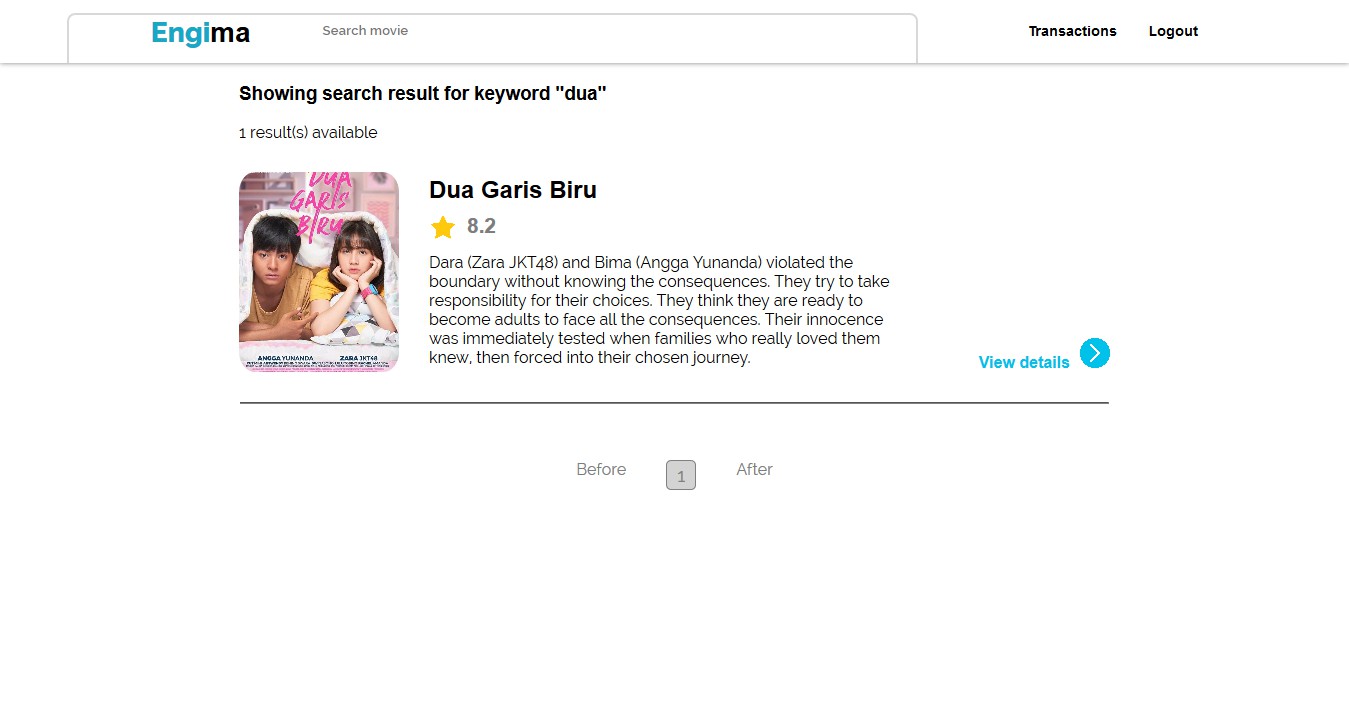 Engima
Search movie
Transactions
Logout
Showing search result for keyword "dua"
1 result(s) available
DUA
GARIS
BIRU
ANGGA YUNANDA ZARA JKT48
Dua Garis Biru
8.2
Dara (Zara JKT48) and Bima (Angga Yunanda) violated the
boundary without knowing the consequences. They try to take
responsibility for their choices. They think they are ready to
become adults to face all the consequences. Their innocence
was immediately tested when families who really loved them
knew, then forced into their chosen journey.
View details
Before
1
After